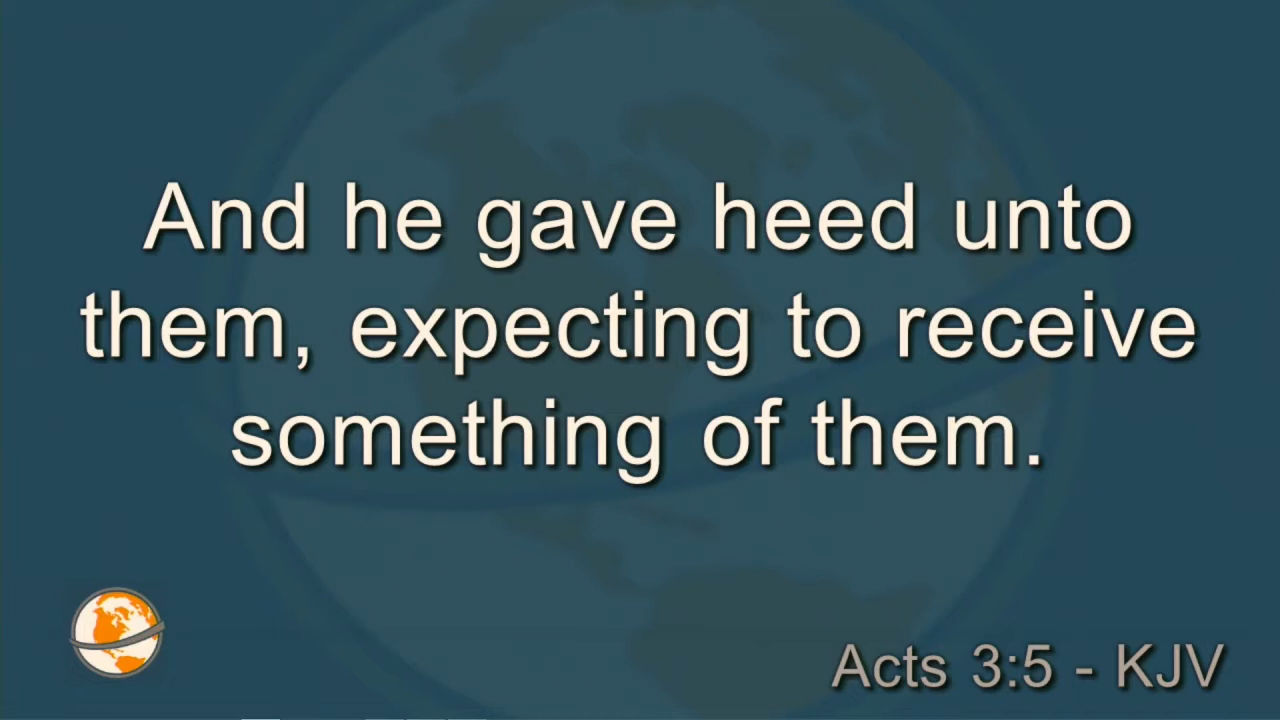 And he gave heed unto
them, expecting to receive
something of them.
Acts 3:5 - KJV